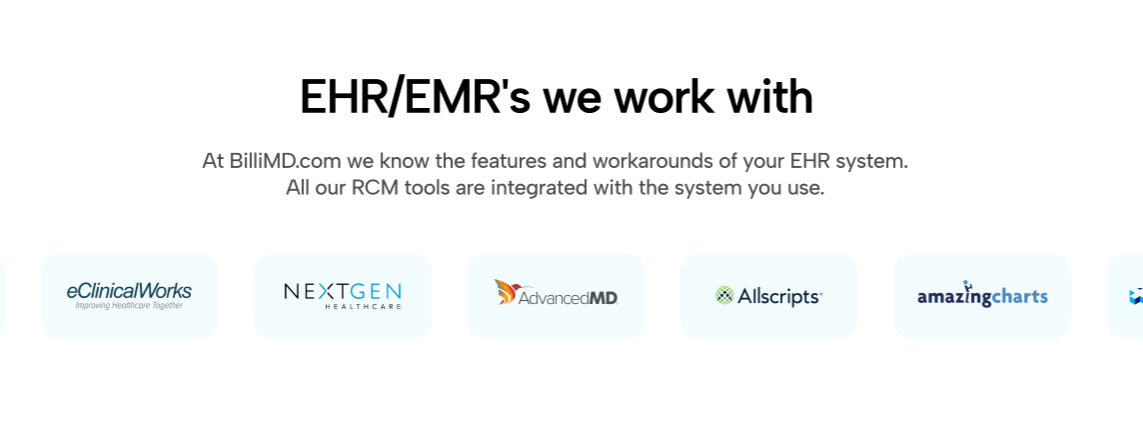 EHR/EMR's we work with
At BilliMD.com we know the features and workarounds of your EHR system.
All our RCM tools are integrated with the system you use.
eClinicalWorks
Improving Healthcare Together
NEXTGEN
HEALTHCARE
AdvancedMD
Allscripts
amazingcharts